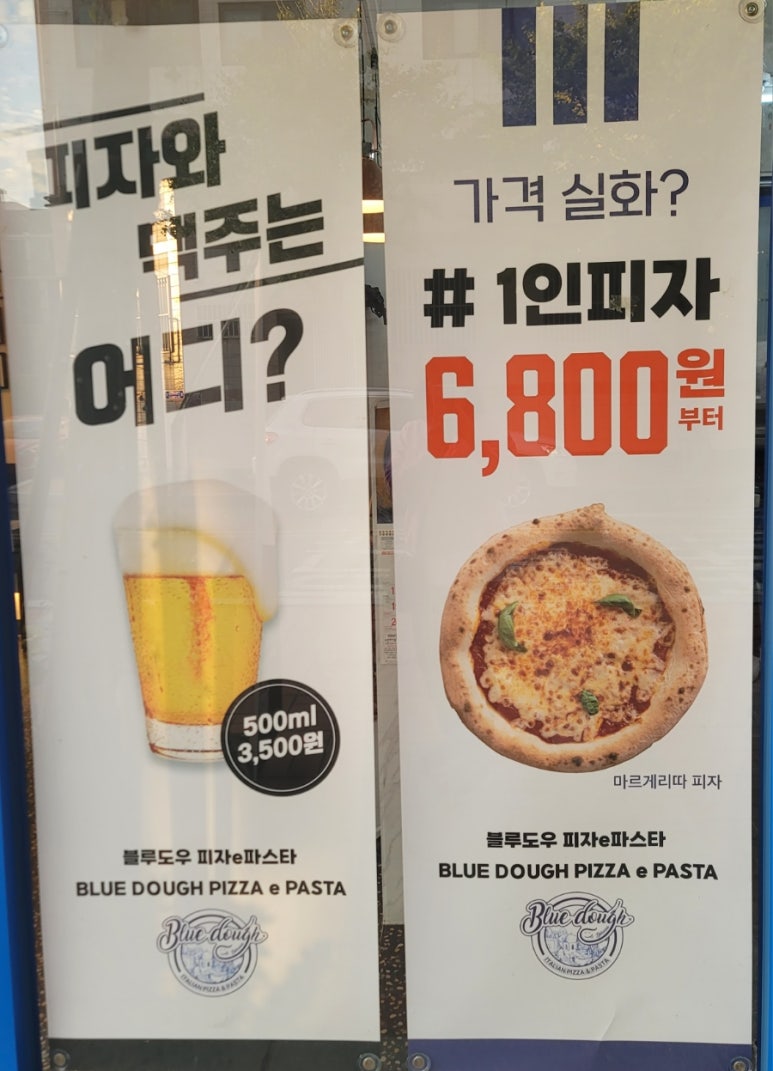 피자와
맥주는
어디?
500ml
3,500원
블루도우 피자e파스타
BLUE DOUGH PIZZA e PASTA
Blue dough
ITALIAN PIZZA & PASTA
가격 실화?
# 1인피자
6,800원
부터
마르게리따 피자
블루도우 피자e파스타
BLUE DOUGH PIZZA e PASTA
Blue dough
ITALIAN PIZZA & PASTA